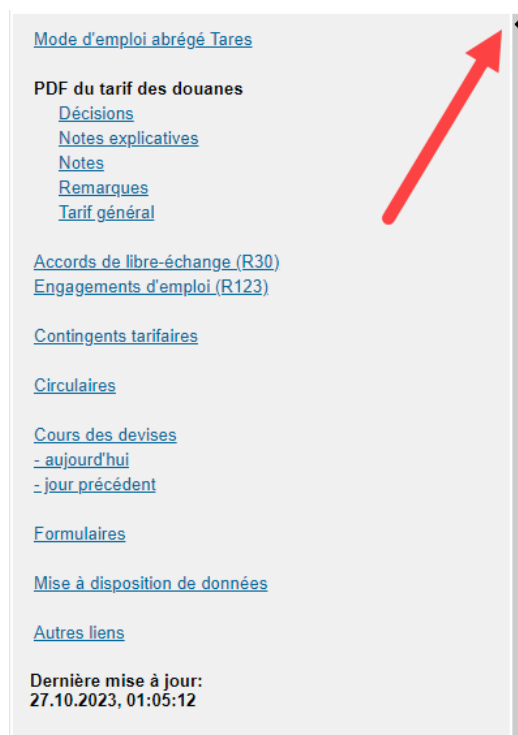 Mode d'emploi abrégé Tares
PDF du tarif des douanes
Décisions
Notes explicatives
Notes
Remarques
Tarif général
Accords de libre-échange (R30)
Engagements d'emploi (R123)
Contingents tarifaires
Circulaires
Cours des devises
- aujourd'hui
- jour précédent
Formulaires
Mise à disposition de données
Autres liens
Dernière mise à jour:
27.10.2023, 01:05:12